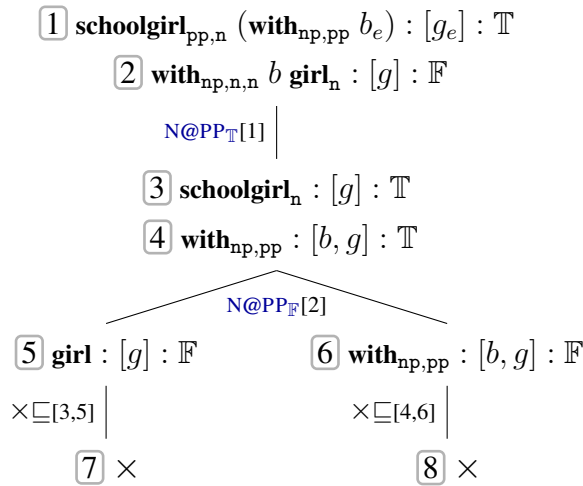 1 schoolgirl_pp,n (with_np,pp b_e) : [g_e] : 𝕋
2 with_np,n,n b girl_n : [g] : 𝔽
N@PP_𝕋[1]
3 schoolgirl_n : [g] : 𝕋
4 with_np,pp : [b, g] : 𝕋
N@PP_𝔽[2]
5 girl : [g] : 𝔽 6 with_np,pp : [b, g] : 𝔽
×⊑[3,5] ×⊑[4,6]
7 × 8 ×